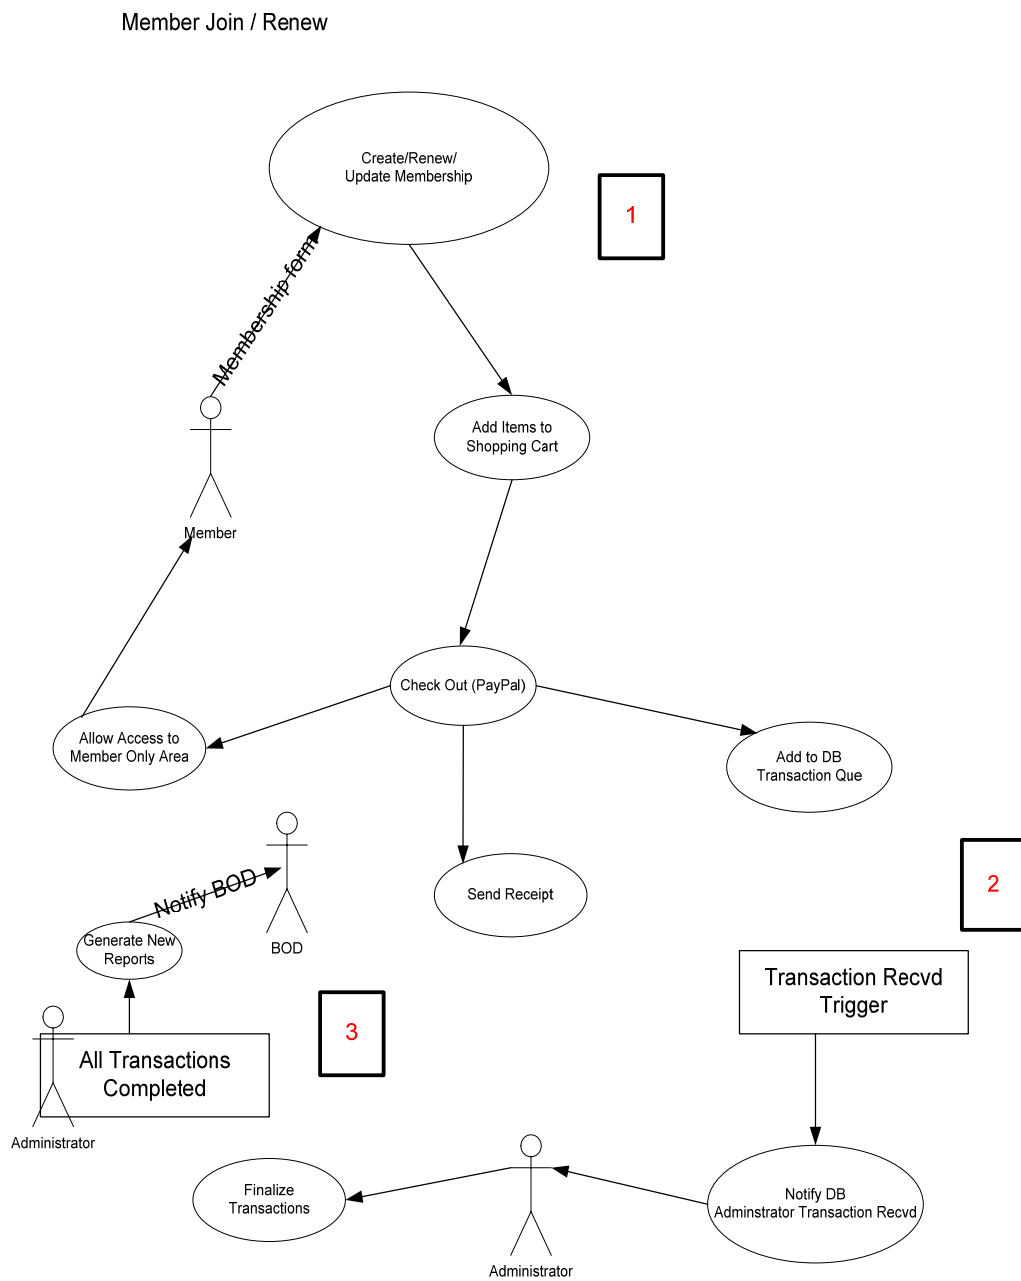 Member Join / Renew
Create/Renew/
Update Membership
1
Membership form
Add Items to
Shopping Cart
Member
Check Out (PayPal)
Allow Access to
Member Only Area
Add to DB
Transaction Que
Send Receipt
2
Notify BOD
Generate New
Reports
BOD
Transaction Recvd
Trigger
3
All Transactions
Completed
Administrator
Finalize
Transactions
Notify DB
Adminstrator Transaction Recvd
Administrator